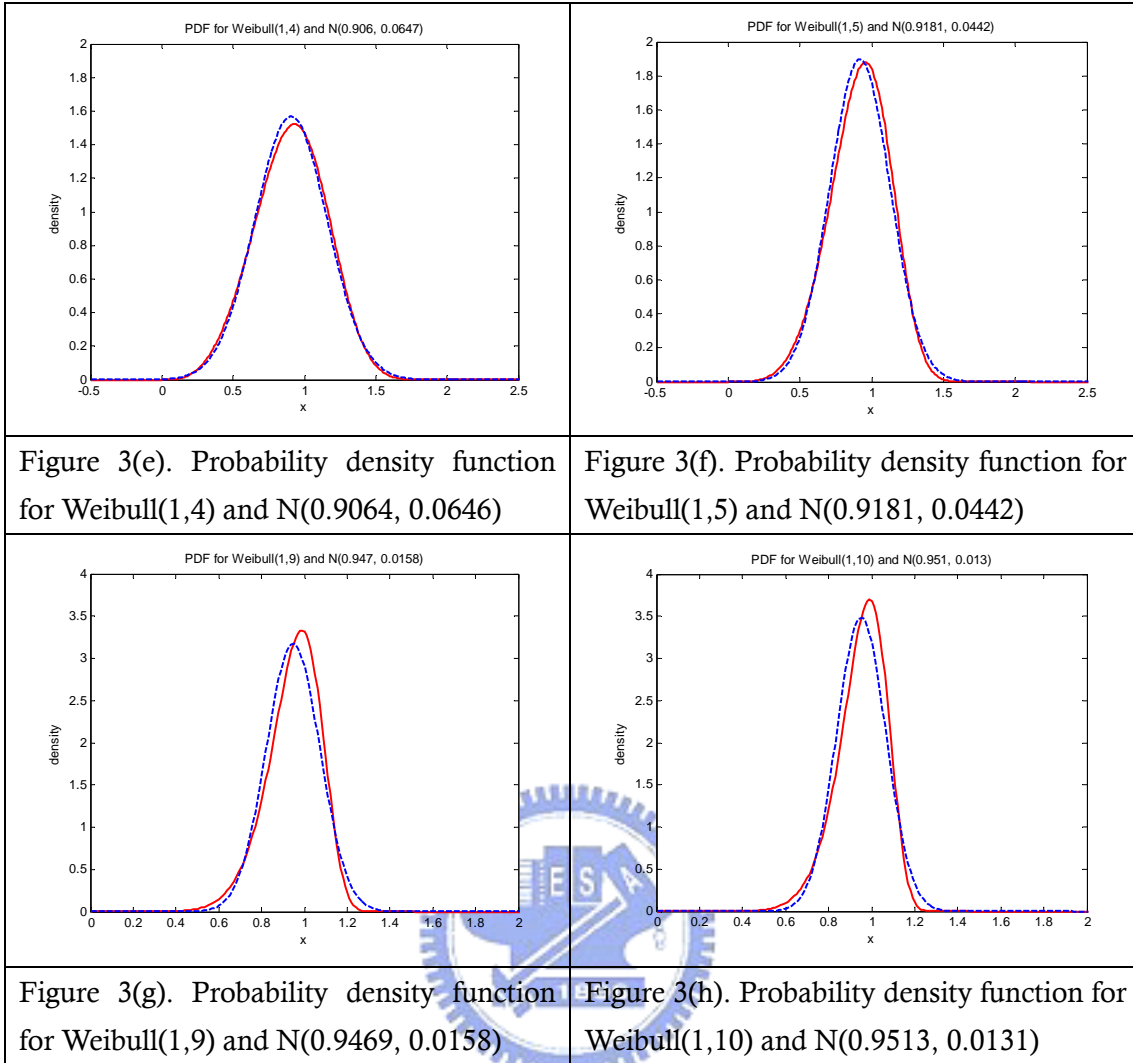 PDF for Weibull(1,4) and N(0.906, 0.0647)
2
1.8
1.6
1.4
1.2
1
0.8
0.6
0.4
0.2
0
density
-0.5 0 0.5 1 1.5 2 2.5
x
PDF for Weibull(1,5) and N(0.9181, 0.0442)
2
1.8
1.6
1.4
1.2
1
0.8
0.6
0.4
0.2
0
density
-0.5 0 0.5 1 1.5 2 2.5
x
Figure 3(e). Probability density function
for Weibull(1,4) and N(0.9064, 0.0646)
Figure 3(f). Probability density function for
Weibull(1,5) and N(0.9181, 0.0442)
PDF for Weibull(1,9) and N(0.947, 0.0158)
4
3.5
3
2.5
2
1.5
1
0.5
0
density
0 0.2 0.4 0.6 0.8 1 1.2 1.4 1.6 1.8 2
x
PDF for Weibull(1,10) and N(0.951, 0.013)
4
3.5
3
2.5
2
1.5
1
0.5
0
density
0 0.2 0.4 0.6 0.8 1 1.2 1.4 1.6 1.8 2
x
E S A
Figure 3(g). Probability density function
for Weibull(1,9) and N(0.9469, 0.0158)
Figure 3(h). Probability density function for
Weibull(1,10) and N(0.9513, 0.0131)